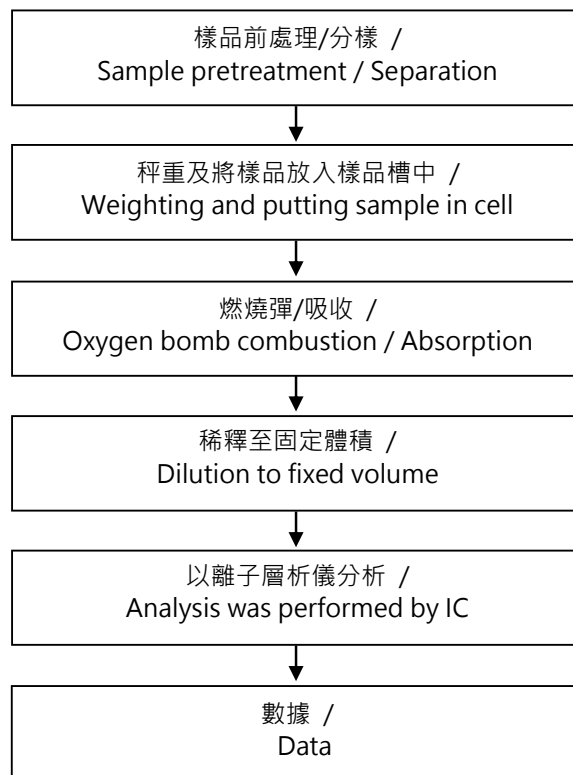 樣品前處理/分樣 /
Sample pretreatment / Separation
秤重及將樣品放入樣品槽中 /
Weighting and putting sample in cell
燃燒彈/吸收 /
Oxygen bomb combustion / Absorption
稀釋至固定體積 /
Dilution to fixed volume
以離子層析儀分析 /
Analysis was performed by IC
數據 /
Data